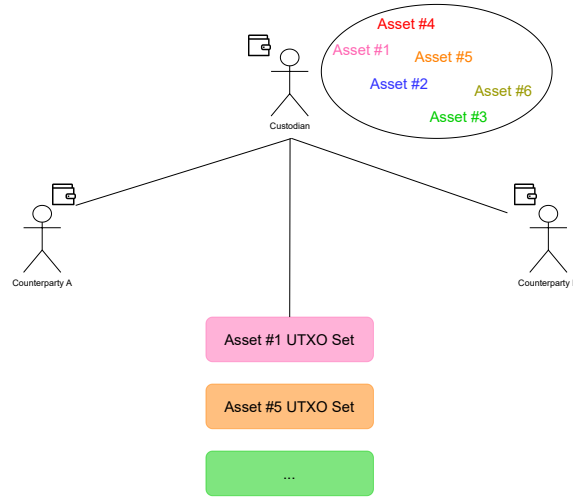 Asset #4
Asset #1
Asset #5
Asset #2
Asset #6
Asset #3
Custodian
Counterparty A
Counterparty
Asset #1 UTXO Set
Asset #5 UTXO Set
...